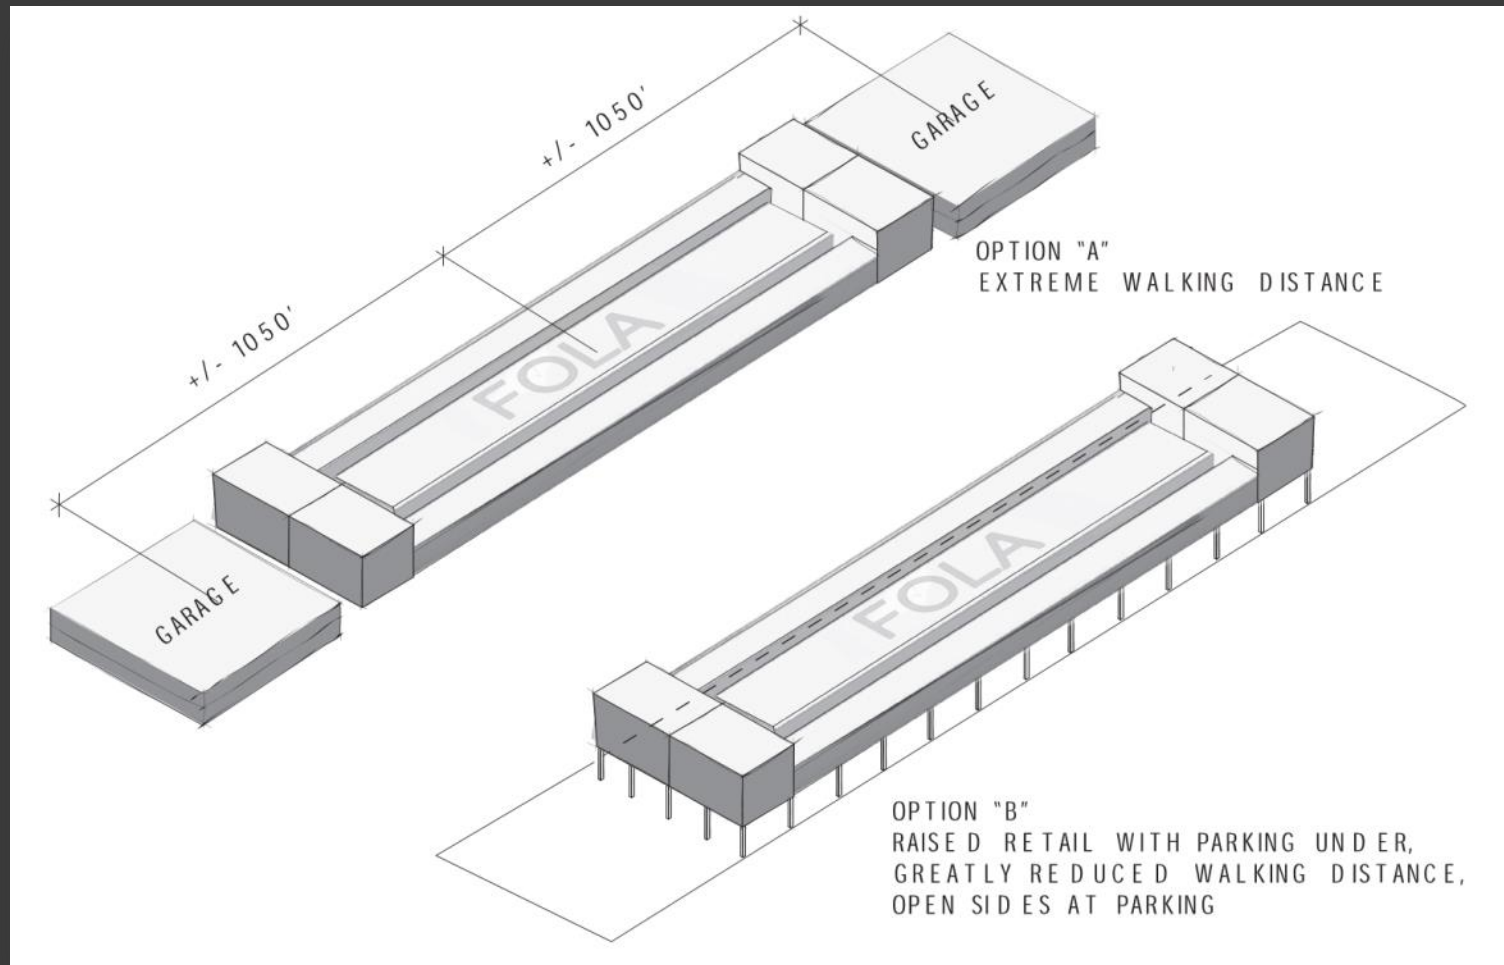 +/- 1050'
GARAGE
+/- 1050'
FOLA
GARAGE
OPTION "A"
EXTREME WALKING DISTANCE
FOLA
OPTION "B"
RAISED RETAIL WITH PARKING UNDER,
GREATLY REDUCED WALKING DISTANCE,
OPEN SIDES AT PARKING